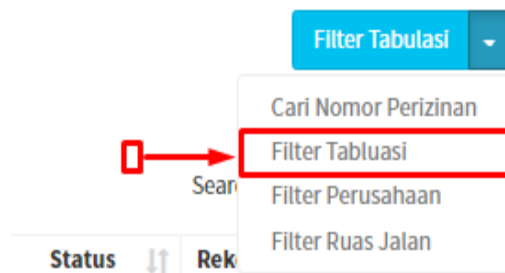 Filter Tabulasi
Cari Nomor Perizinan
Filter Tabluasi
Filter Perusahaan
Filter Ruas Jalan
Status